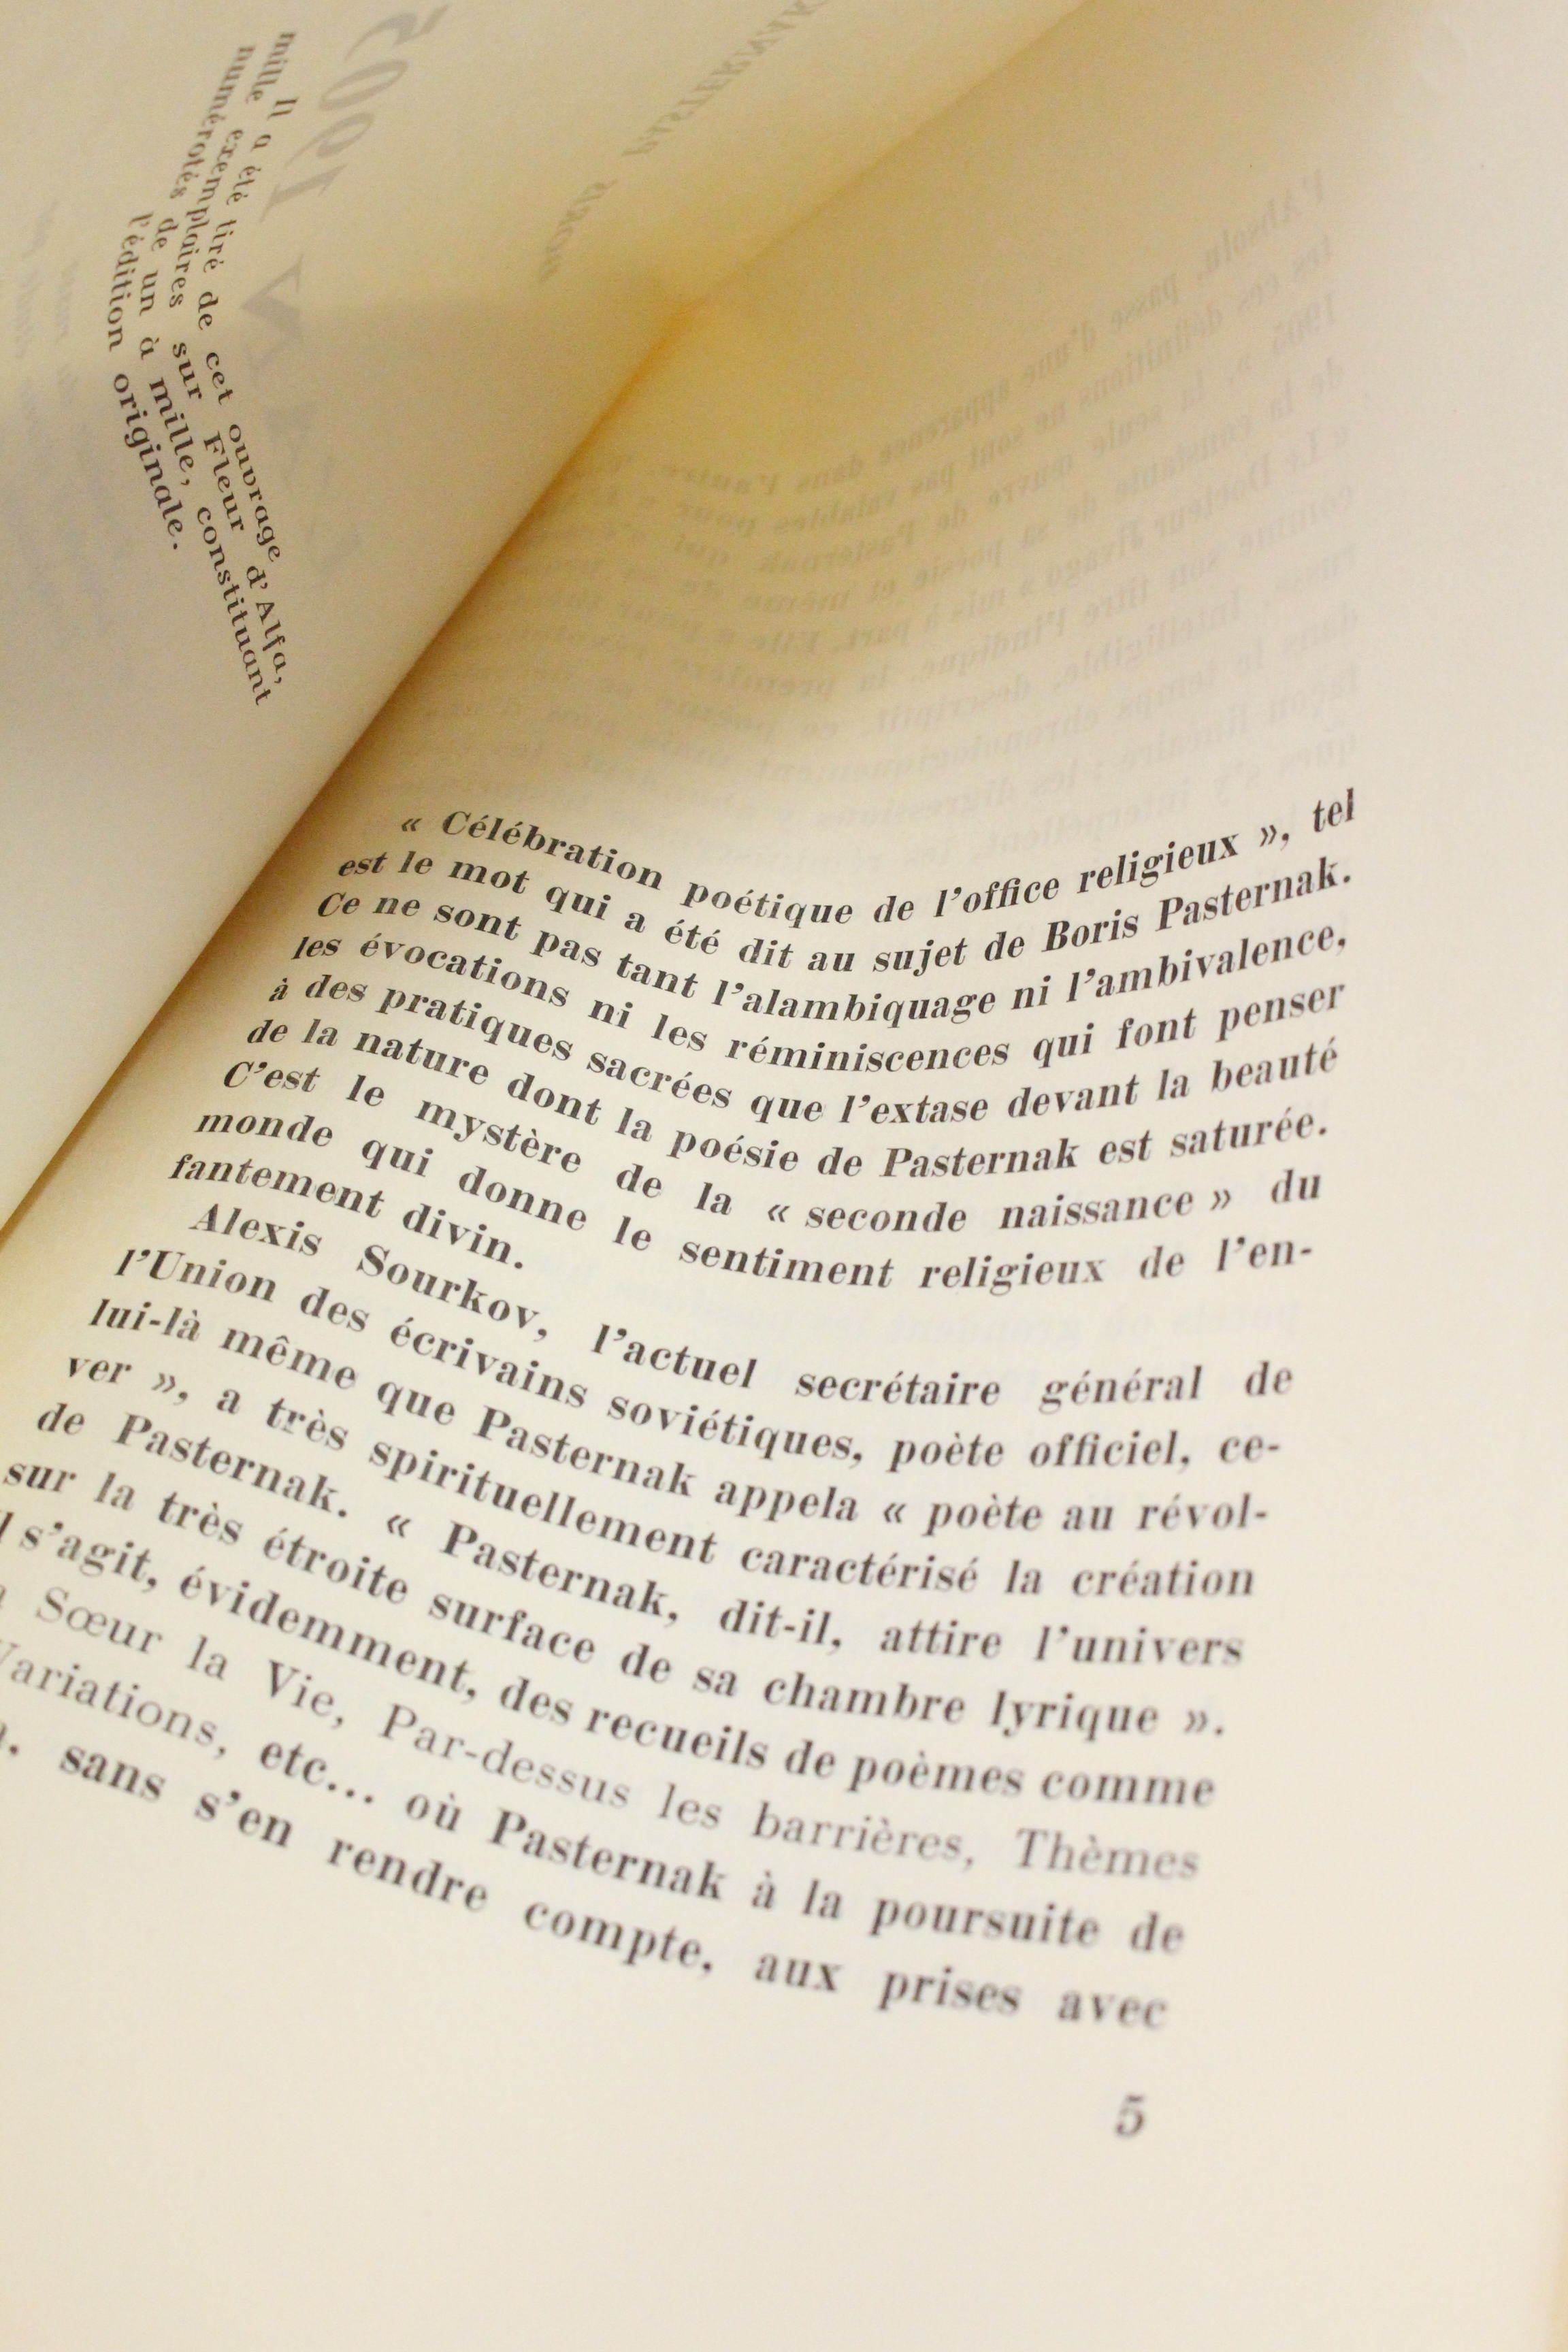 Il a été tiré de cet ouvrage
mille exemplaires sur Fleur d'Alfa,
numérotés de un à mille, constituant
l'édition originale.
« Célébration poétique de l'office religieux », tel
est le mot qui a été dit au sujet de Boris Pasternak.
Ce ne sont pas tant l'alambiquage ni l'ambivalence,
les évocations ni les réminiscences qui font penser
à des pratiques sacrées que l'extase devant la beauté
de la nature dont la poésie de Pasternak est saturée.
C'est le mystère de la « seconde naissance » du
monde qui donne le sentiment religieux de l'en-
fantement divin.
Alexis Sourkov, l'actuel secrétaire général de
l'Union des écrivains soviétiques, poète officiel, ce-
lui-là même que Pasternak appela « poète au révol-
ver », a très spirituellement caractérisé la création
de Pasternak. « Pasternak, dit-il, attire l'univers
sur la très étroite surface de sa chambre lyrique ».
s'agit, évidemment, des recueils de poèmes comme
Sœur la Vie, Par-dessus les barrières, Thèmes
Variations, etc... où Pasternak à la poursuite de
sans s'en rendre compte, aux prises avec
5